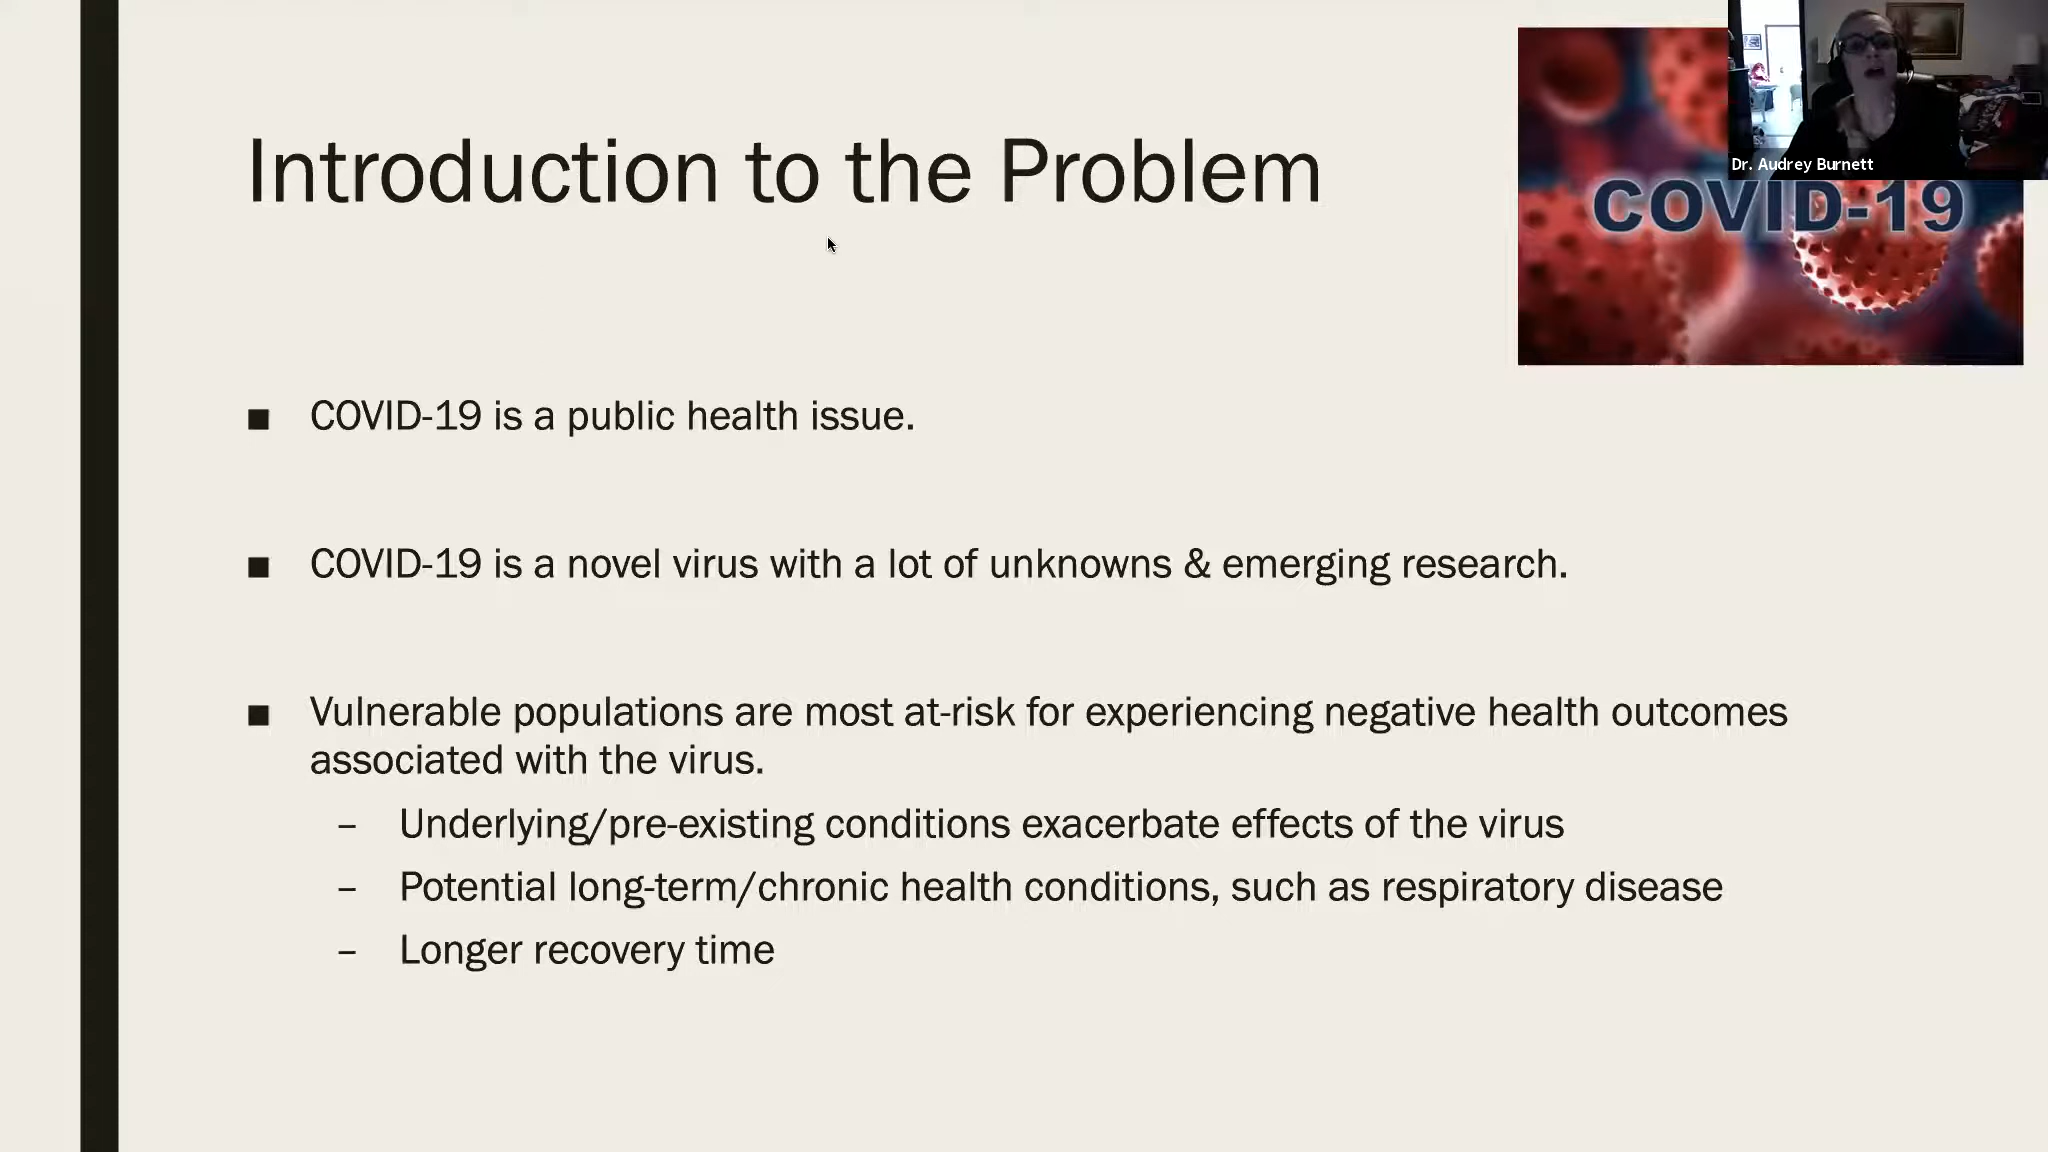 Introduction to the Problem
Dr. Audrey Burnett
COVID-19
■ COVID-19 is a public health issue.
■ COVID-19 is a novel virus with a lot of unknowns & emerging research.
■ Vulnerable populations are most at-risk for experiencing negative health outcomes
associated with the virus.
– Underlying/pre-existing conditions exacerbate effects of the virus
– Potential long-term/chronic health conditions, such as respiratory disease
– Longer recovery time